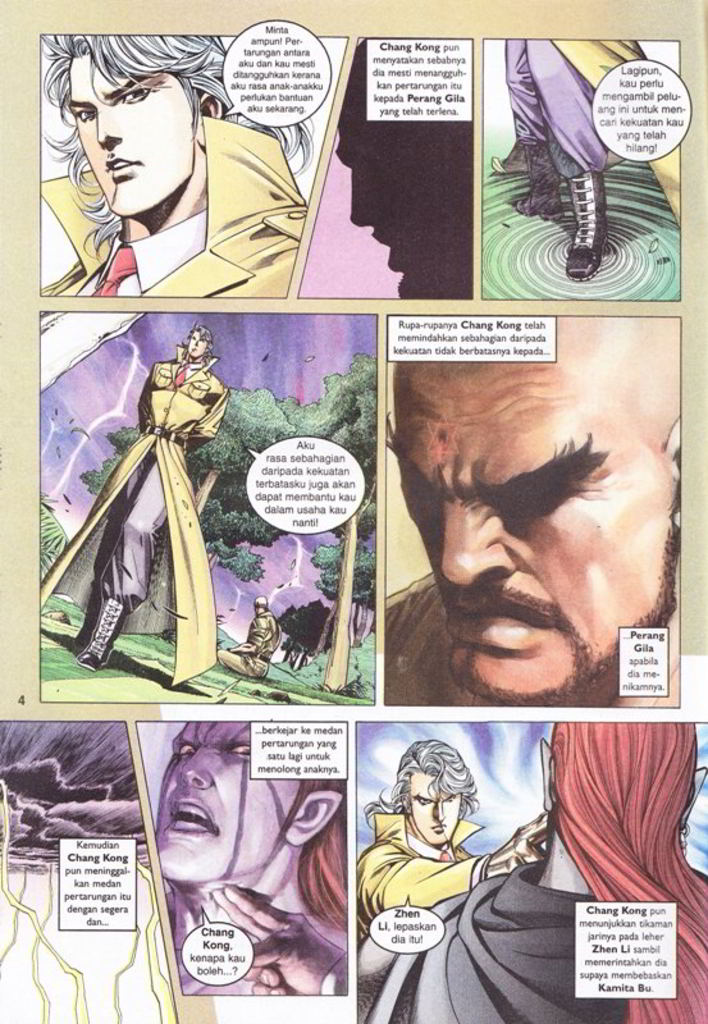 Minta
ampun! Per-
tarungan antara
aku dan kau mesti
ditangguhkan kerana
aku rasa anak-anakku
perlukan bantuan
aku sekarang.
Chang Kong pun
menyatakan sebabnya
dia mesti menangguh-
kan pertarungan itu
kepada Perang Gila
yang telah terlena.
Lagipun,
kau perlu
mengambil pelu-
ang ini untuk men-
cari kekuatan kau
yang telah
hilang!
Aku
rasa sebahagian
daripada kekuatan
terbatasku juga akan
dapat membantu kau
dalam usaha kau
nanti!
Rupa-rupanya Chang Kong telah
memindahkan sebahagian daripada
kekuatan tidak berbatasnya kepada...
...Perang
Gila
apabila
dia me-
nikamnya.
4
Kemudian
Chang Kong
pun meninggal-
kan medan
pertarungan itu
dengan segera
dan...
...berkejar ke medan
pertarungan yang
satu lagi untuk
menolong anaknya.
Chang
Kong,
kenapa kau
boleh...?
Zhen
Li, lepaskan
dia itu!
Chang Kong pun
menunjukkan tikaman
jarinya pada leher
Zhen Li sambil
memerintahkan dia
supaya membebaskan
Kamita Bu.